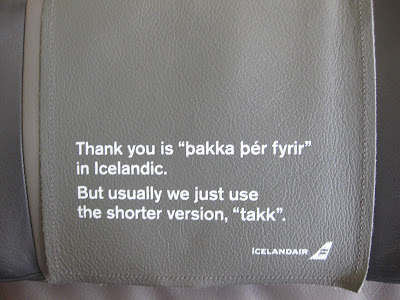 Thank you is “þakka þér fyrir”
in Icelandic.
But usually we just use
the shorter version, “takk”.
ICELANDAIR